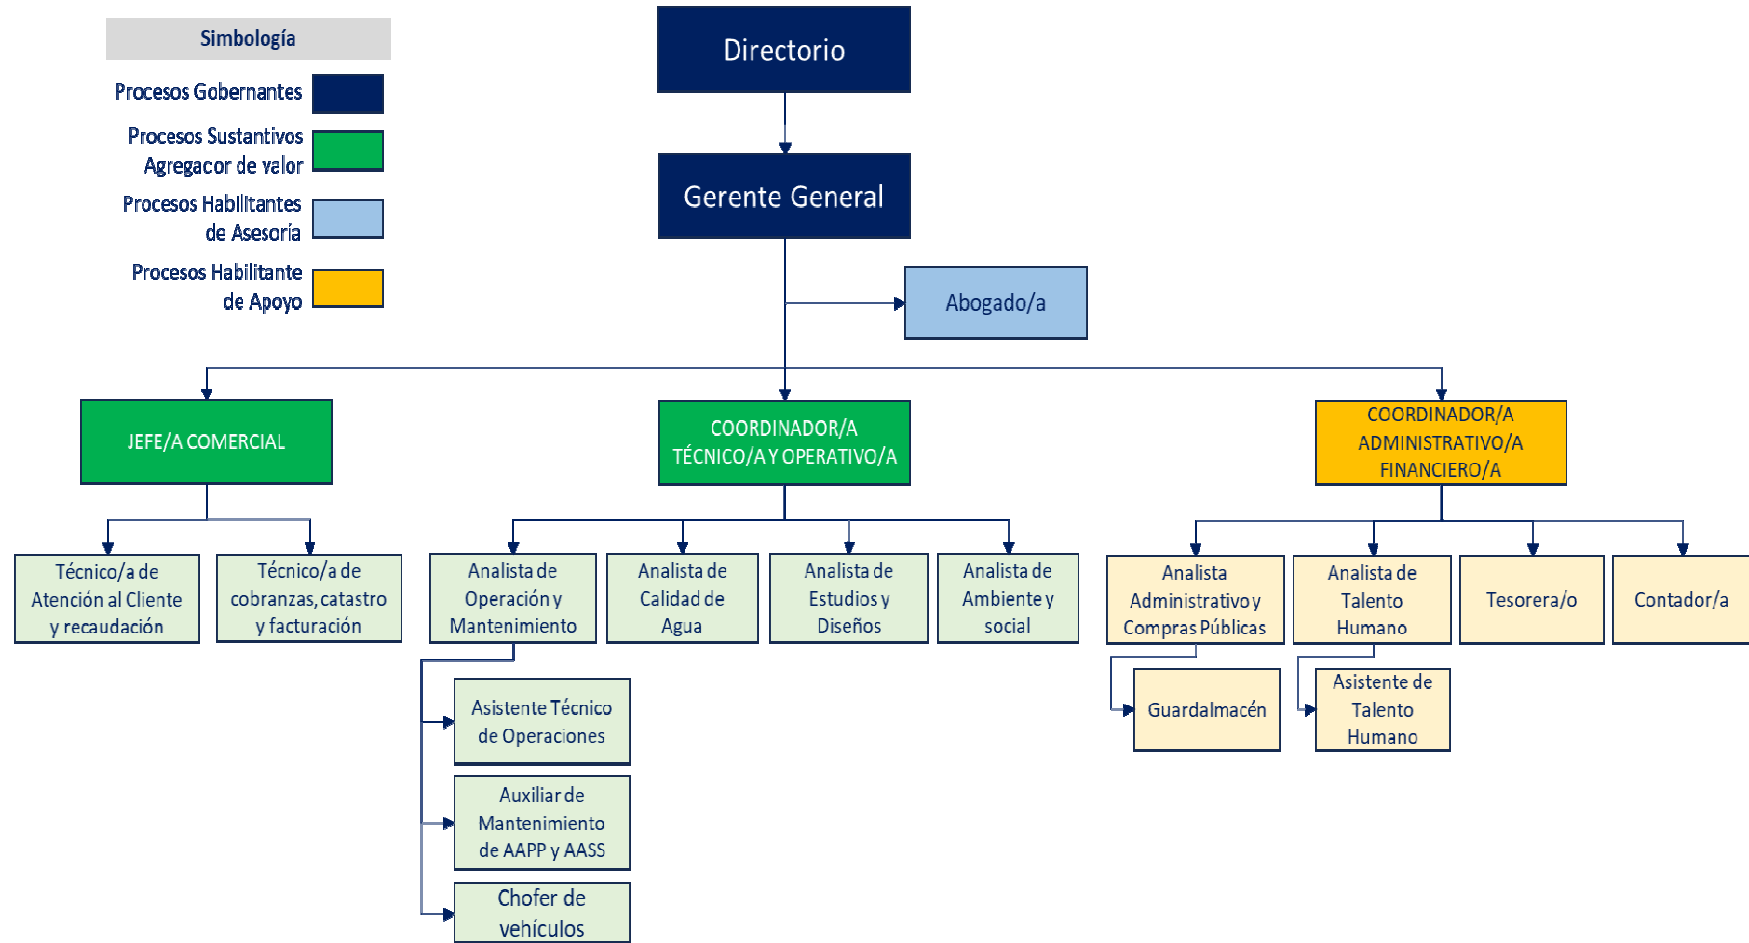 Simbología
Procesos Gobernantes
Procesos Sustantivos
Agregacor de valor
Procesos Habilitantes
de Asesoría
Procesos Habilitante
de Apoyo
Directorio
Gerente General
Abogado/a
JEFE/A COMERCIAL
COORDINADOR/A
TÉCNICO/A Y OPERATIVO/A
COORDINADOR/A
ADMINISTRATIVO/A
FINANCIERO/A
Técnico/a de
Atención al Cliente
y recaudación
Técnico/a de
cobranzas, catastro
y facturación
Analista de
Operación y
Mantenimiento
Analista de
Calidad de
Agua
Analista de
Estudios y
Diseños
Analista de
Ambiente y
social
Analista
Administrativo y
Compras Públicas
Analista de
Talento
Humano
Tesorera/o
Contador/a
Asistente Técnico
de Operaciones
Auxiliar de
Mantenimiento
de AAPP y AASS
Chofer de
vehículos
Guardalmacén
Asistente de
Talento
Humano